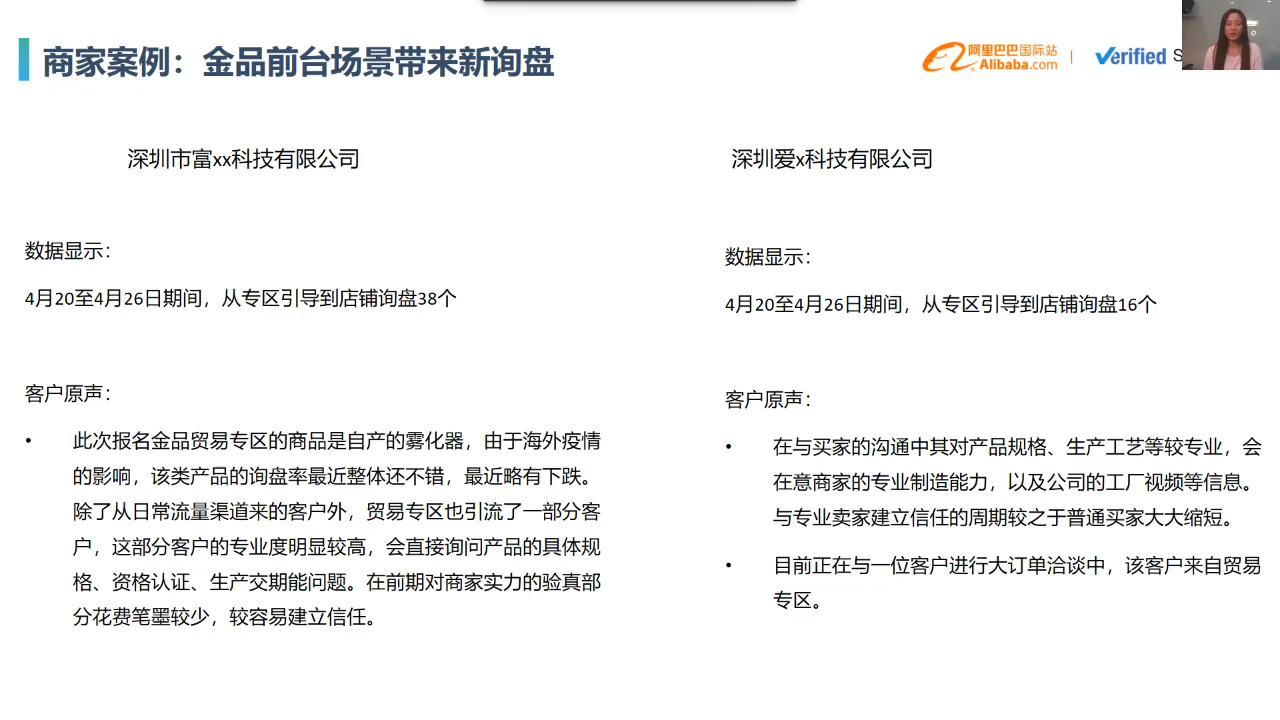 商家案例：金品前台场景带来新询盘
阿里巴巴国际站
Alibaba.com
Verified S
深圳市富xx科技有限公司
数据显示：
4月20至4月26日期间，从专区引导到店铺询盘38个
客户原声：
• 此次报名金品贸易专区的商品是自产的雾化器，由于海外疫情
的影响，该类产品的询盘率最近整体还不错，最近略有下跌。
除了从日常流量渠道来的客户外，贸易专区也引流了一部分客
户，这部分客户的专业度明显较高，会直接询问产品的具体规
格、资格认证、生产交期能问题。在前期对商家实力的验真部
分花费笔墨较少，较容易建立信任。
深圳爱x科技有限公司
数据显示：
4月20至4月26日期间，从专区引导到店铺询盘16个
客户原声：
• 在与买家的沟通中其对产品规格、生产工艺等较专业，会
在意商家的专业制造能力，以及公司的工厂视频等信息。
与专业卖家建立信任的周期较之于普通买家大大缩短。
• 目前正在与一位客户进行大订单洽谈中，该客户来自贸易
专区。